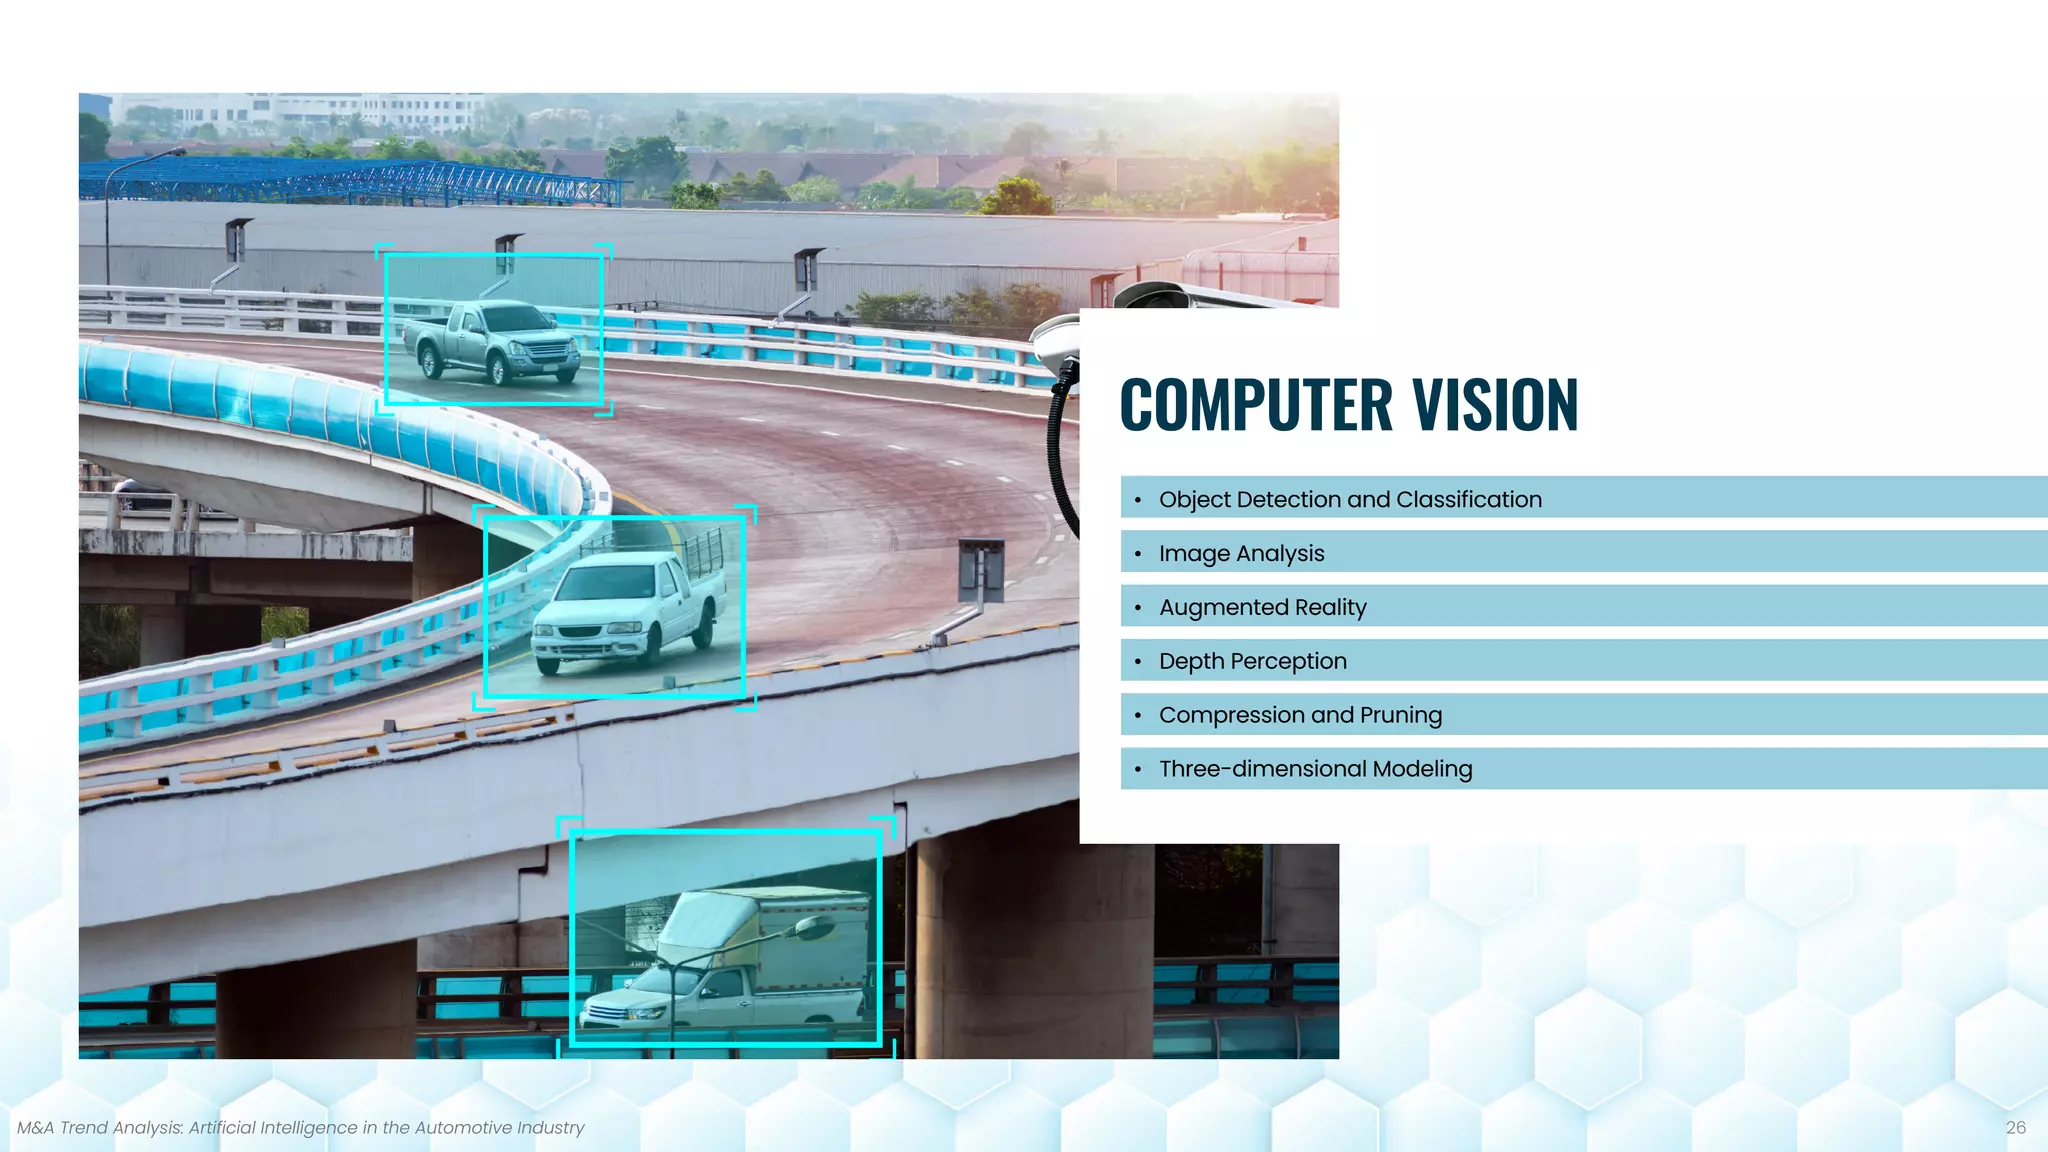 COMPUTER VISION
• Object Detection and Classification
• Image Analysis
• Augmented Reality
• Depth Perception
• Compression and Pruning
• Three-dimensional Modeling
M&A Trend Analysis: Artificial Intelligence in the Automotive Industry
26